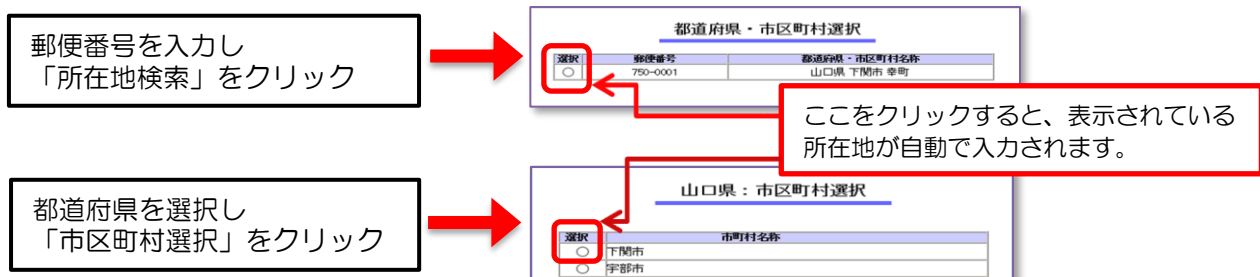 郵便番号を入力し
「所在地検索」をクリック
都道府県・市区町村選択
選択 郵便番号 都道府県・市区町村名称
750-0001 山口県 下関市 幸町
ここをクリックすると、表示されている
所在地が自動で入力されます。
都道府県を選択し
「市区町村選択」をクリック
山口県：市区町村選択
選択 市町村名称
下関市
宇部市